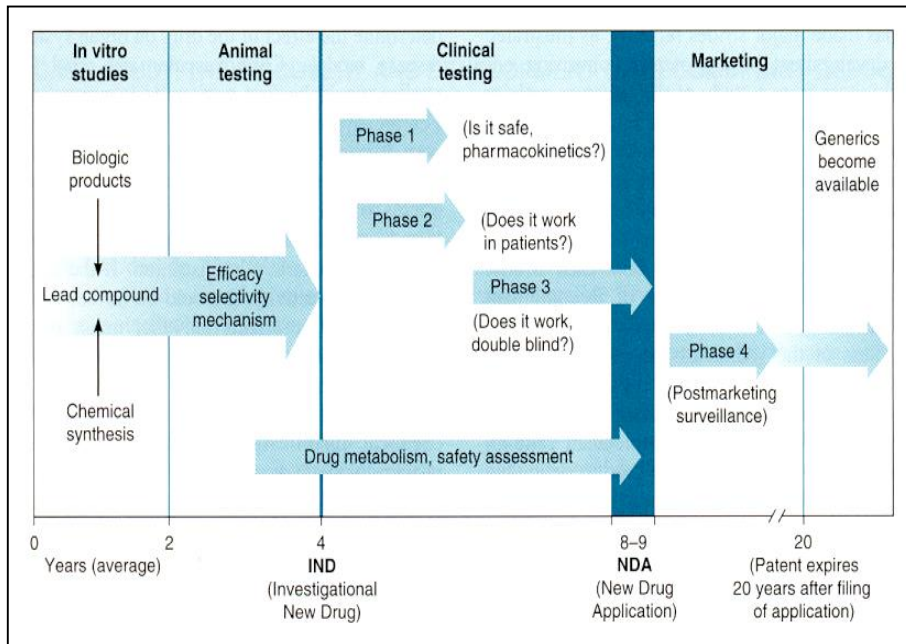 In vitro
studies
Animal
testing
Clinical
testing
Marketing
Phase 1
(Is it safe,
pharmacokinetics?)
Generics
become
available
Biologic
products
Phase 2
(Does it work
in patients?)
Lead compound
Efficacy
selectivity
mechanism
Phase 3
(Does it work,
double blind?)
Phase 4
(Postmarketing
surveillance)
Chemical
synthesis
Drug metabolism, safety assessment
0
2
4
8–9
20
Years (average)
IND
(Investigational
New Drug)
NDA
(New Drug
Application)
(Patent expires
20 years after filing
of application)